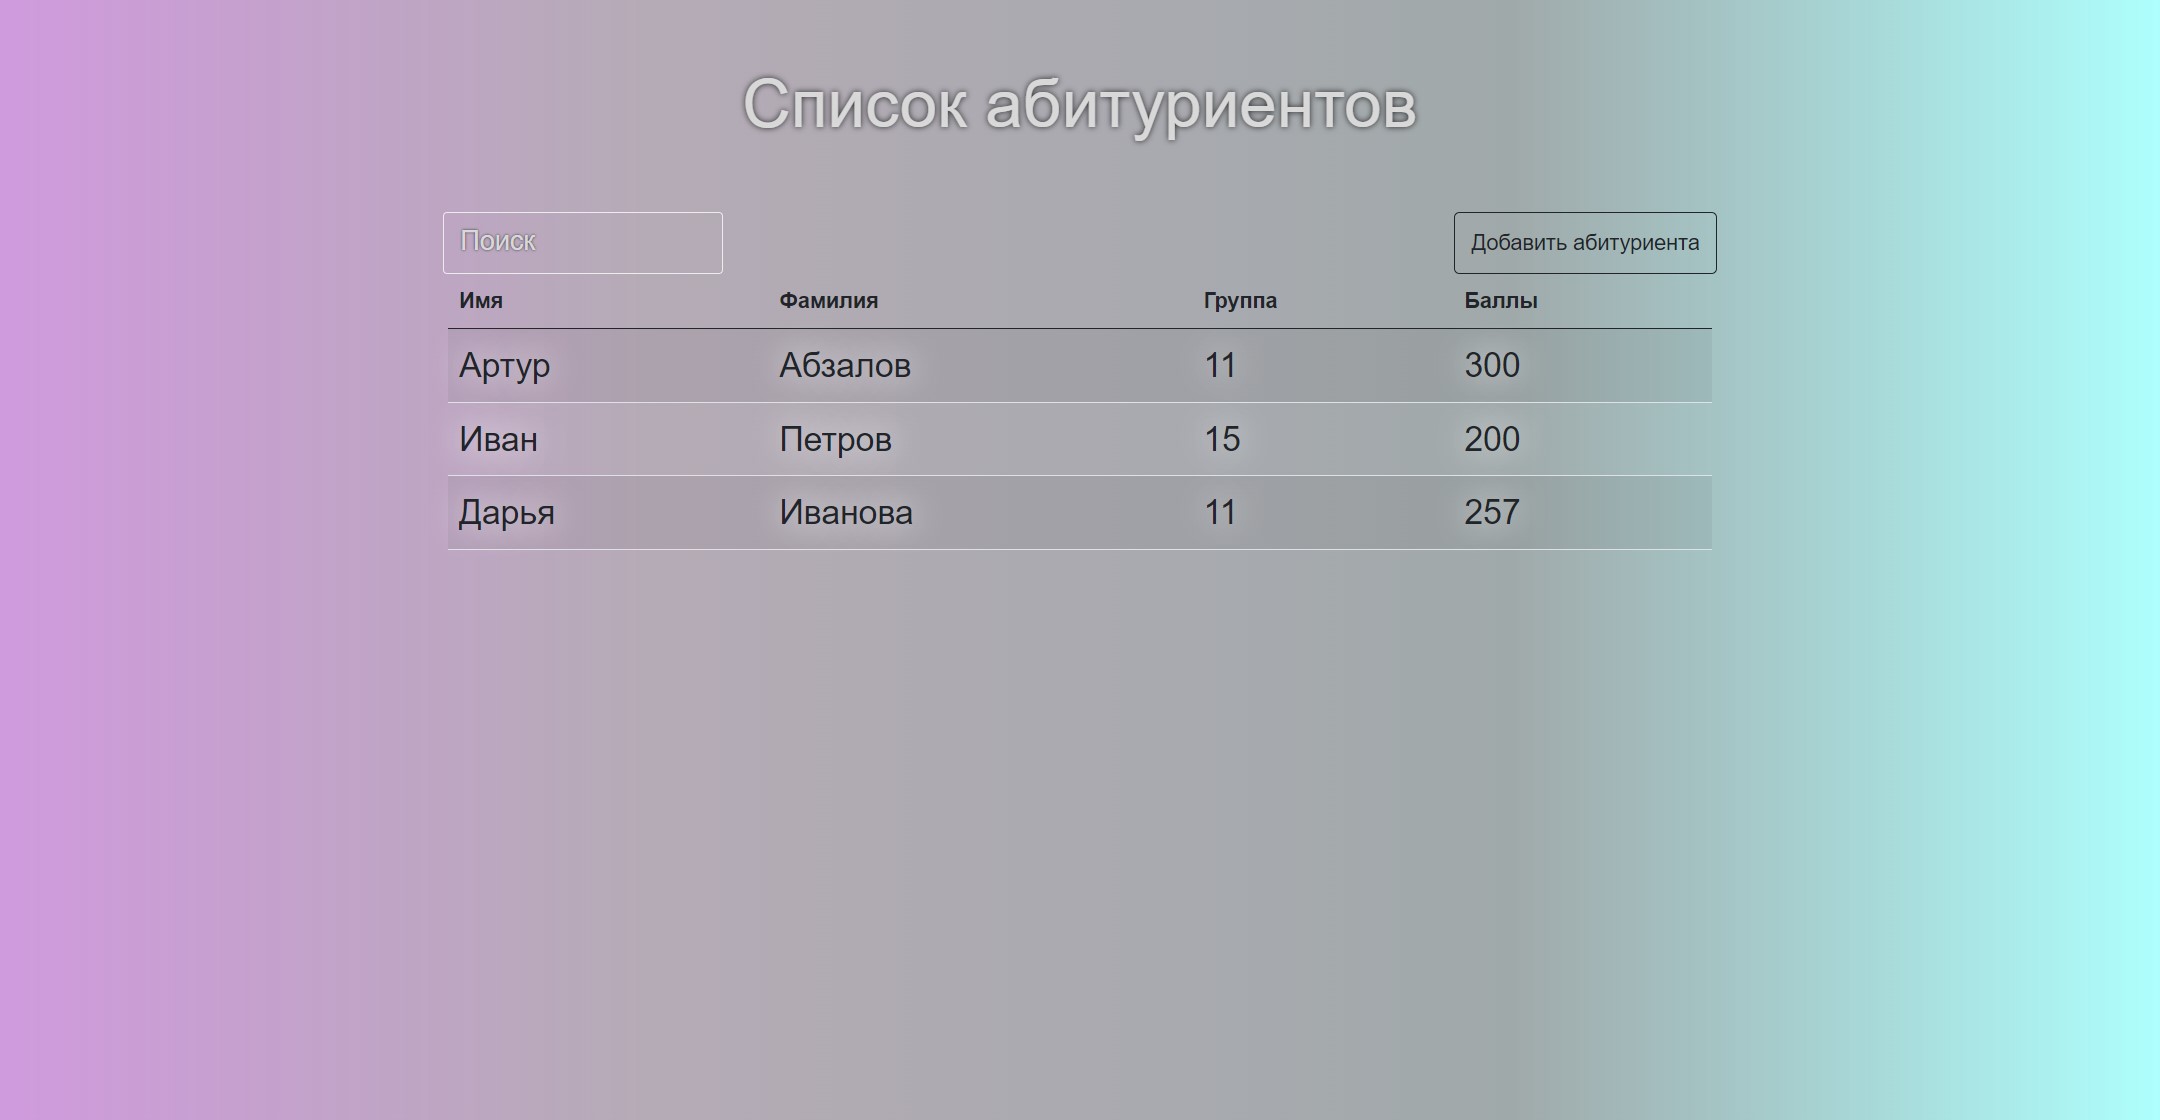 Список абитуриентов
Поиск
Добавить абитуриента
Имя Фамилия Группа Баллы
Артур Абзалов 11 300
Иван Петров 15 200
Дарья Иванова 11 257